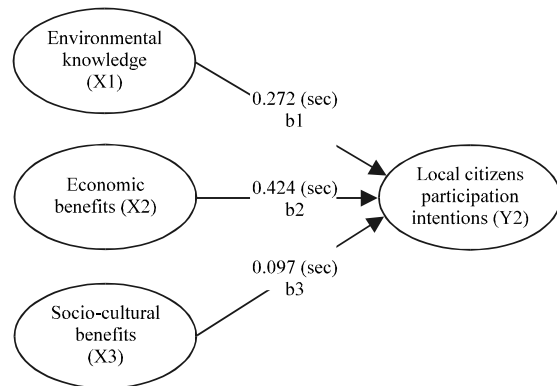 Environmental
knowledge
(X1)
0.272 (sec)
b1
Economic
benefits (X2)
0.424 (sec)
b2
Local citizens
participation
intentions (Y2)
0.097 (sec)
b3
Socio-cultural
benefits
(X3)